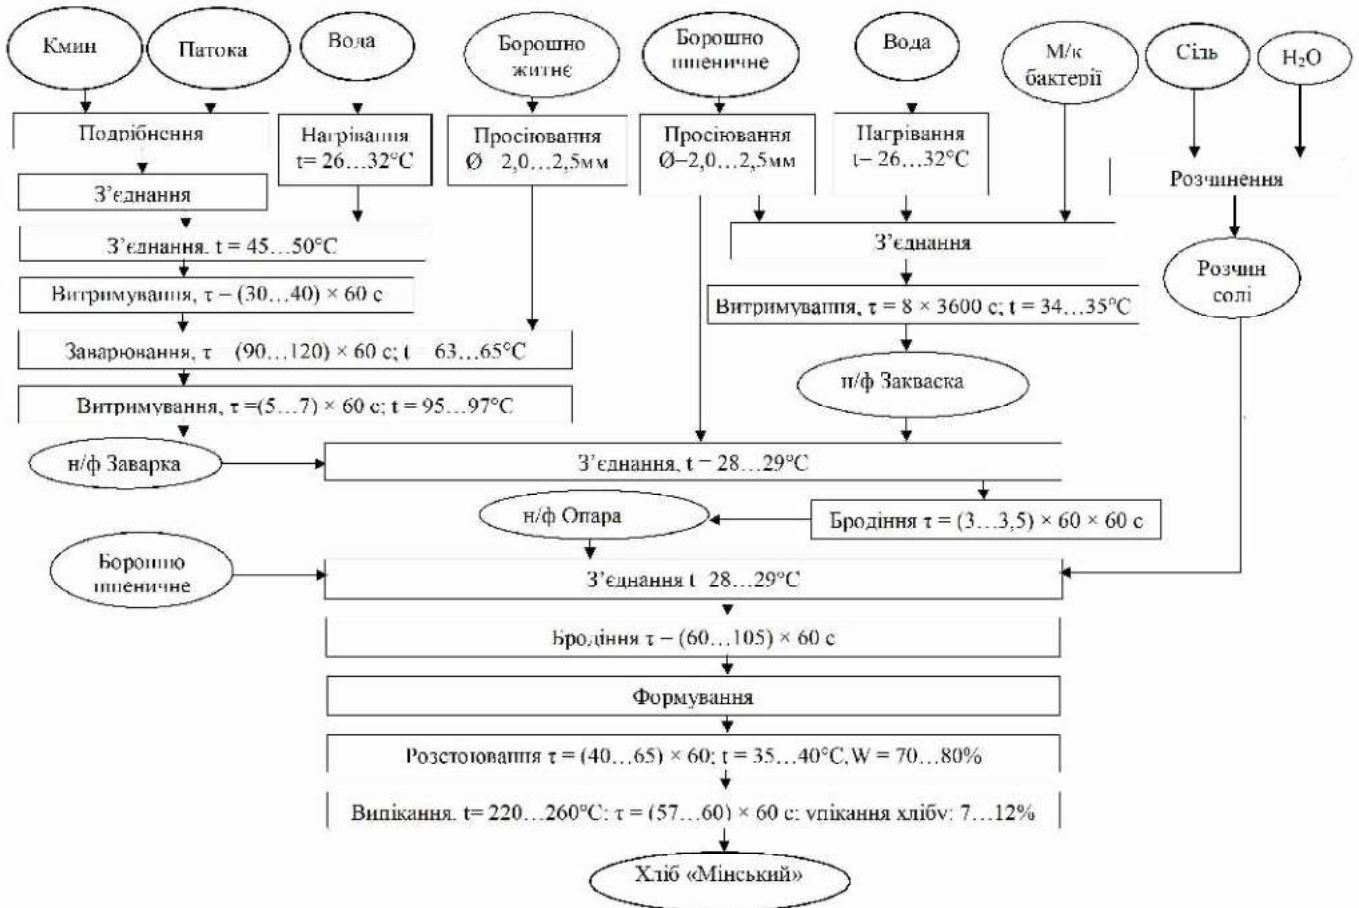 Кмин
Патока
Вода
Борошно
житнє
Борошно
пшеничне
Вода
М/к
бактерії
Сіль
H₂O
Подрібнення
Нагрівання
t= 26…32°C
Просіювання
Ø 2,0…2,5мм
Просіювання
Ø–2,0…2,5мм
Нагрівання
t– 26…32°C
Розчинення
З’єднання
З’єднання. t = 45…50°C
З’єднання
Розчин
солі
Витримування, τ – (30…40) × 60 с
Витримування, τ = 8 × 3600 с; t = 34…35°C
Заварювання, τ – (90…120) × 60 с; t – 63…65°C
н/ф Закваска
Витримування, τ =(5…7) × 60 с; t = 95…97°C
н/ф Заварка
З’єднання, t – 28…29°C
н/ф Опара
Бродіння τ = (3…3,5) × 60 × 60 с
Борошно
пшеничне
З’єднання t 28…29°C
Бродіння τ – (60…105) × 60 с
Формування
Розстоювання τ = (40…65) × 60; t = 35…40°C, W = 70…80%
Випікання. t= 220…260°C; τ = (57…60) × 60 с; упікання хлібу: 7…12%
Хліб «Мінський»